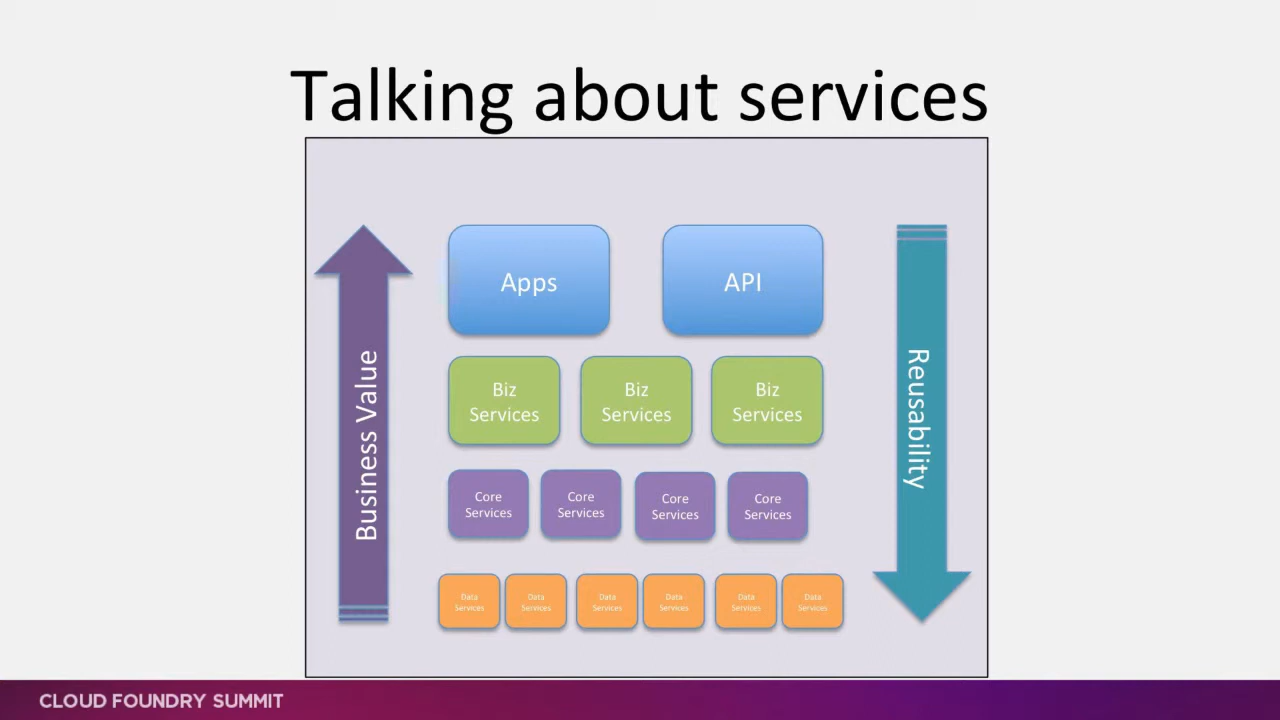 Talking about services
Apps
API
Business Value
Reusability
Biz
Services
Biz
Services
Biz
Services
Core
Services
Core
Services
Core
Services
Core
Services
Data
Services
Data
Services
Data
Services
Data
Services
Data
Services
Data
Services
CLOUD FOUNDRY SUMMIT